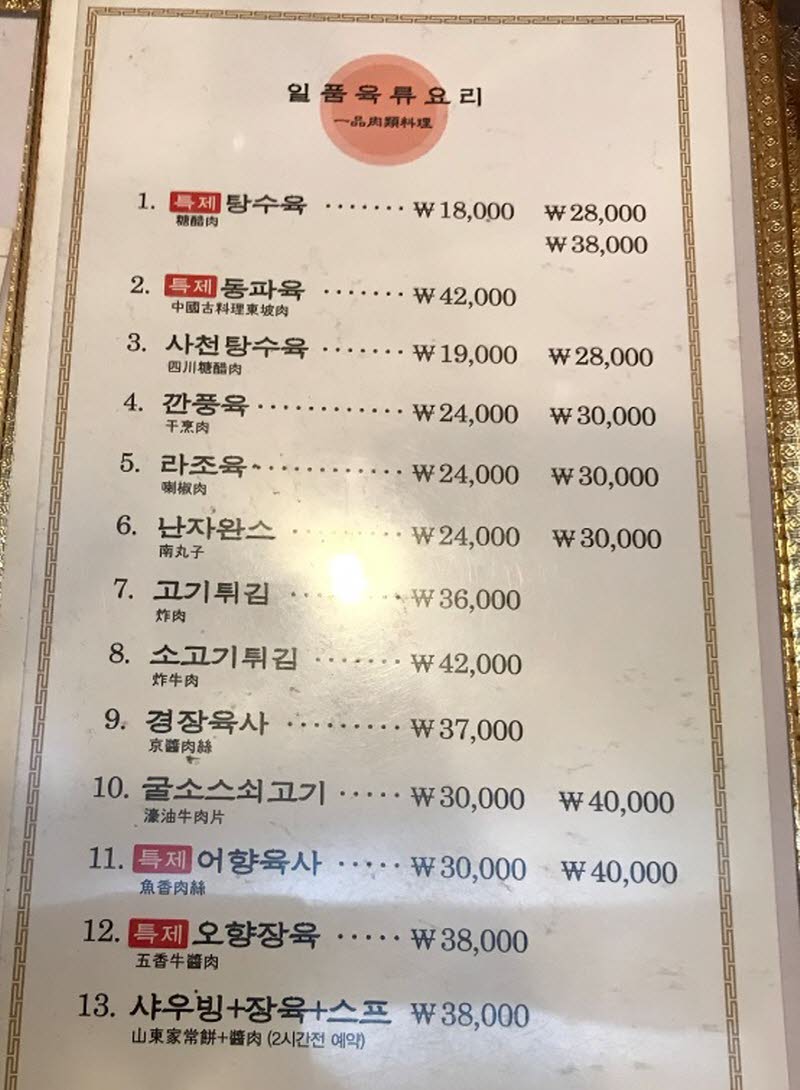 일품육류요리
一品肉類料理
1. 특제 탕수육 ······· ₩18,000 ₩28,000
糖醋肉
₩38,000
2. 특제 동파육 ······· ₩42,000
中國古料理東坡肉
3. 사천탕수육 ······· ₩19,000 ₩28,000
四川糖醋肉
4. 깐풍육 ············ ₩24,000 ₩30,000
干烹肉
5. 라조육 ············ ₩24,000 ₩30,000
喇椒肉
6. 난자완스 ········· ₩24,000 ₩30,000
南丸子
7. 고기튀김 ········· ₩36,000
炸肉
8. 소고기튀김 ······· ₩42,000
炸牛肉
9. 경장육사 ········· ₩37,000
京醬肉絲
10. 굴소스쇠고기 ····· ₩30,000 ₩40,000
濠油牛肉片
11. 특제 어향육사 ····· ₩30,000 ₩40,000
魚香肉絲
12. 특제 오향장육 ····· ₩38,000
五香牛醬肉
13. 샤우빙+장육+스프 ₩38,000
山東家常餠+醬肉 (2시간전 예약)